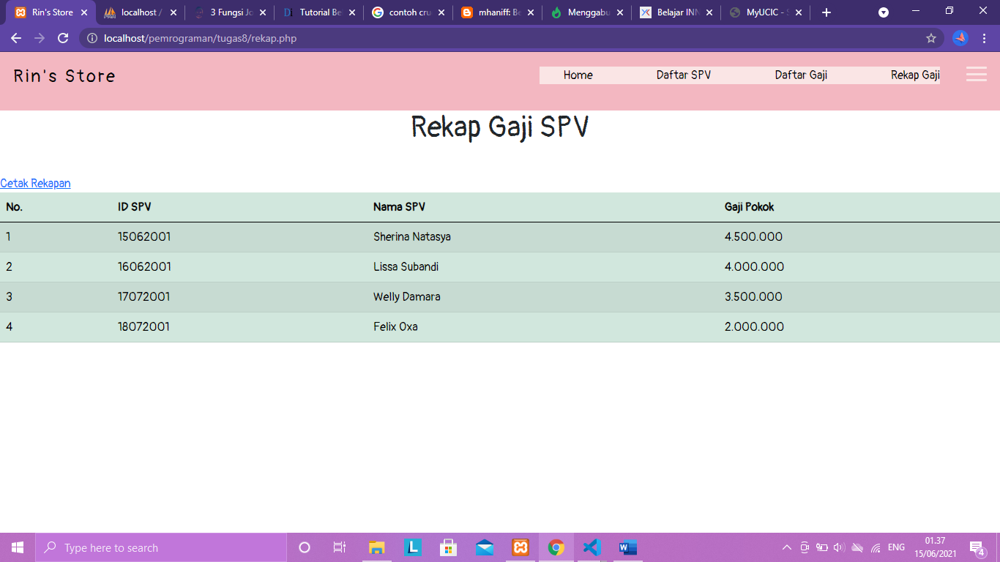 Rin's Store
localhost /
3 Fungsi Jo
Tutorial Be
contoh cru
mhaniff: Be
Menggabu
Belajar INN
MyUCIC - S
localhost/pemrograman/tugas8/rekap.php
Rin's Store Home Daftar SPV Daftar Gaji Rekap Gaji
Rekap Gaji SPV
Cetak Rekapan
No. ID SPV Nama SPV Gaji Pokok
1 15062001 Sherina Natasya 4.500.000
2 16062001 Lissa Subandi 4.000.000
3 17072001 Welly Damara 3.500.000
4 18072001 Felix Oxa 2.000.000
Type here to search
ENG
01.37
15/06/2021
4